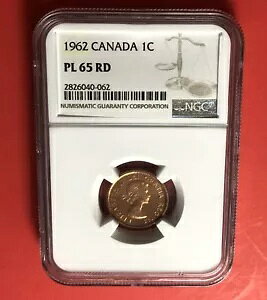 1962 CANADA 1C
PL 65 RD
2826040-062
NUMISMATIC GUARANTY CORPORATION
NGC